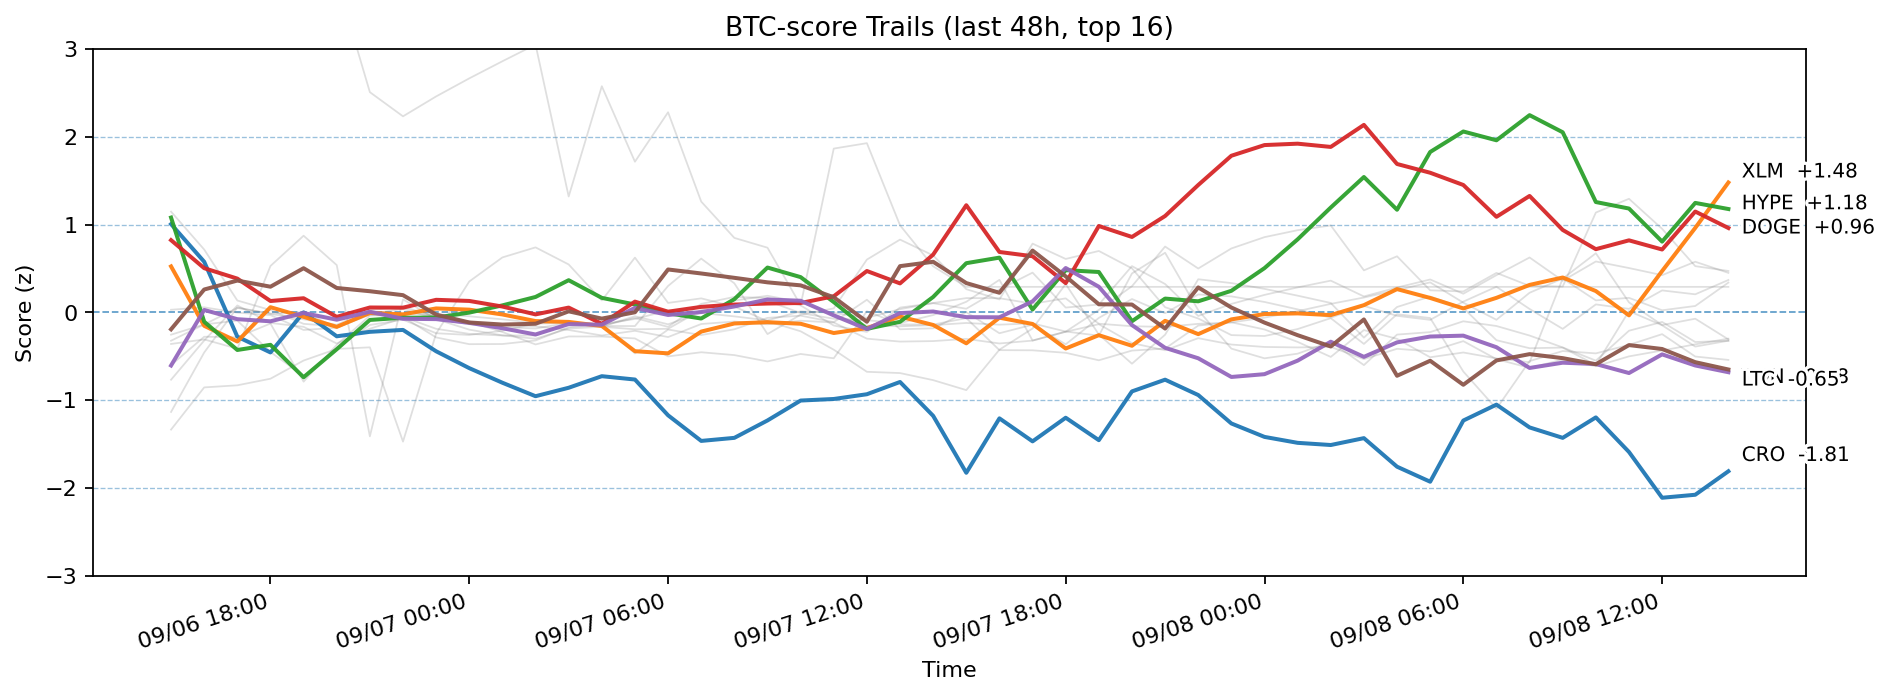 BTC-score Trails (last 48h, top 16)
3
2
1
0
−1
−2
−3
Score (z)
XLM +1.48
HYPE +1.18
DOGE +0.96
LTC -0.65
CRO -1.81
09/06 18:00
09/07 00:00
09/07 06:00
09/07 12:00
09/07 18:00
09/08 00:00
09/08 06:00
09/08 12:00
Time